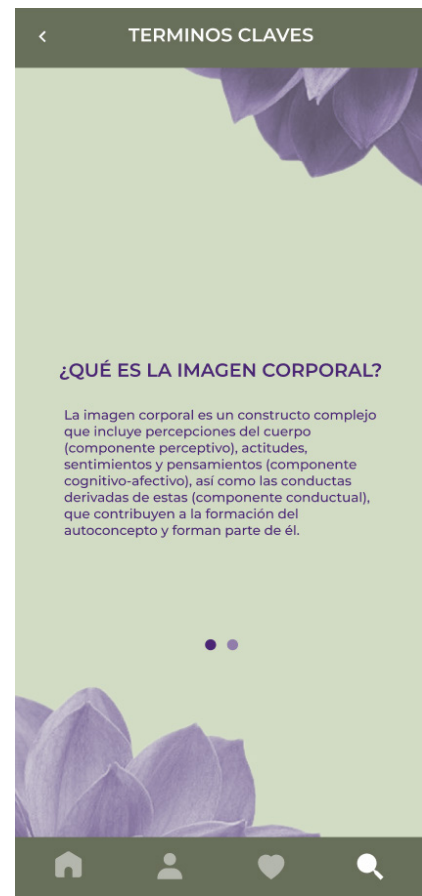 TERMINOS CLAVES
¿QUÉ ES LA IMAGEN CORPORAL?
La imagen corporal es un constructo complejo
que incluye percepciones del cuerpo
(componente perceptivo), actitudes,
sentimientos y pensamientos (componente
cognitivo-afectivo), así como las conductas
derivadas de estas (componente conductual),
que contribuyen a la formación del
autoconcepto y forman parte de él.